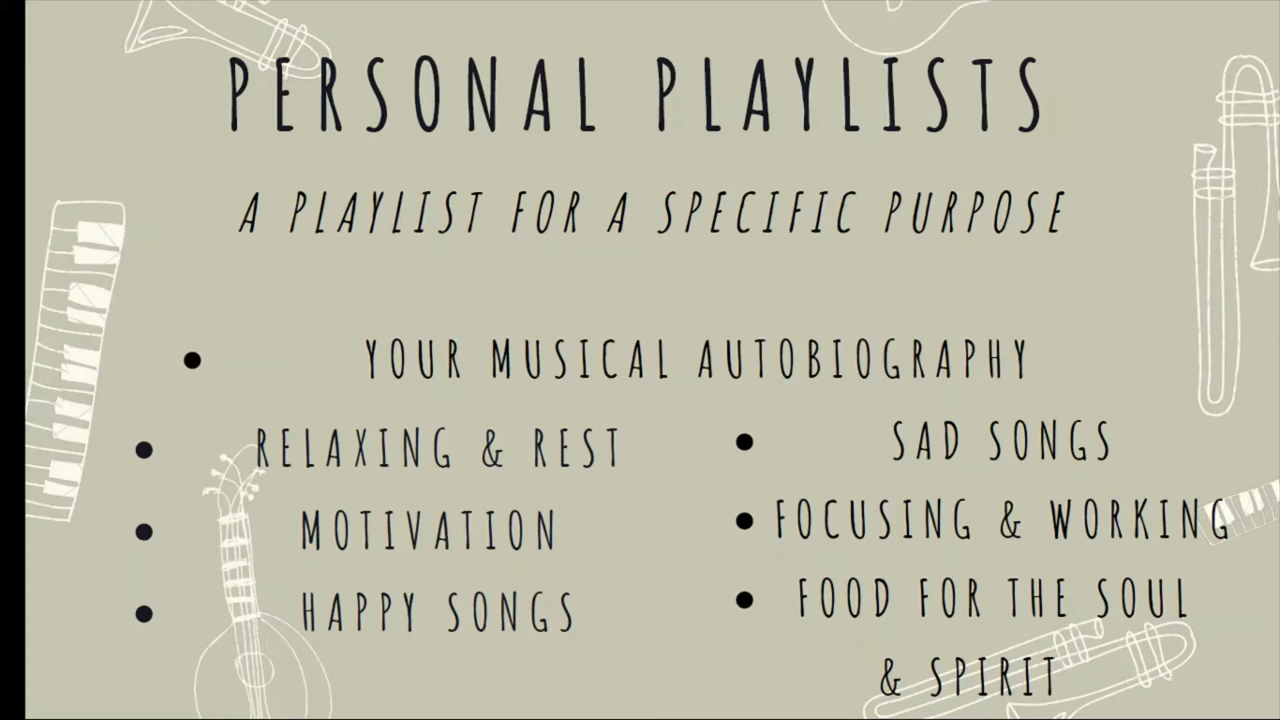 PERSONAL PLAYLISTS
A PLAYLIST FOR A SPECIFIC PURPOSE
• YOUR MUSICAL AUTOBIOGRAPHY
• RELAXING & REST
• MOTIVATION
• HAPPY SONGS
• SAD SONGS
• FOCUSING & WORKING
• FOOD FOR THE SOUL
& SPIRIT